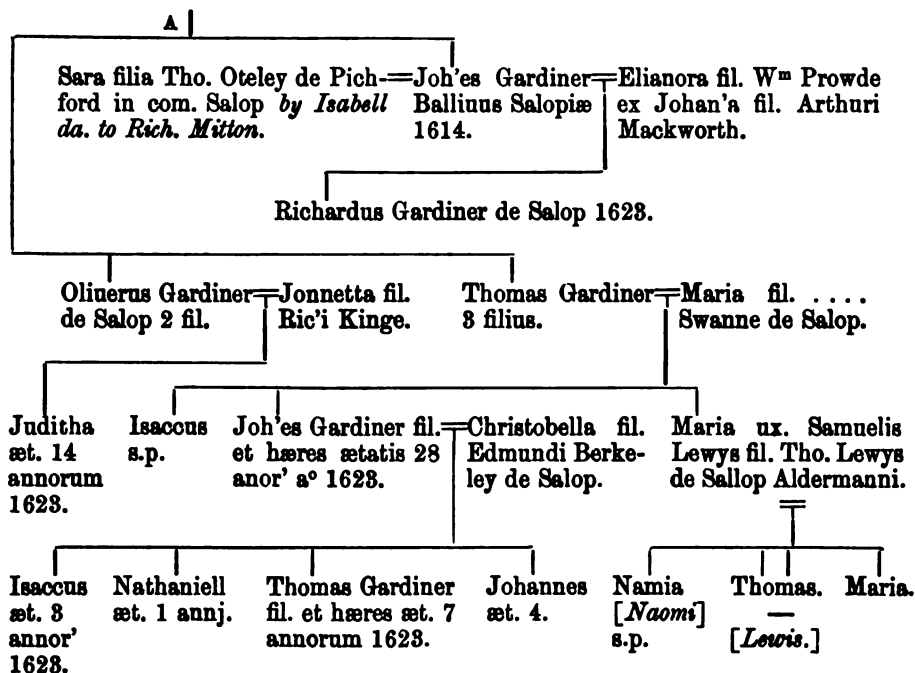 A
Sara filia Tho. Oteley de Pich-
ford in com. Salop by Isabell
da. to Rich. Mitton.
Joh'es Gardiner
Balliuus Salopiæ
1614.
Elianora fil. Wm Prowde
ex Johan'a fil. Arthuri
Mackworth.
Richardus Gardiner de Salop 1623.
Oliuerus Gardiner
de Salop 2 fil.
Jonnetta fil.
Ric'i Kinge.
Thomas Gardiner
3 filius.
Maria fil. ....
Swanne de Salop.
Juditha
æt. 14
annorum
1623.
Isaccus
s.p.
Joh'es Gardiner fil.
et hæres ætatis 28
anor' ao 1623.
Christobella fil.
Edmundi Berke-
ley de Salop.
Maria ux. Samuelis
Lewys fil. Tho. Lewys
de Sallop Aldermanni.
Isaccus
æt. 3
annor'
1623.
Nathaniell
æt. 1 annj.
Thomas Gardiner
fil. et hæres æt. 7
annorum 1623.
Johannes
æt. 4.
Namia
[Naomi]
s.p.
Thomas.
—
[Lewis.]
Maria.